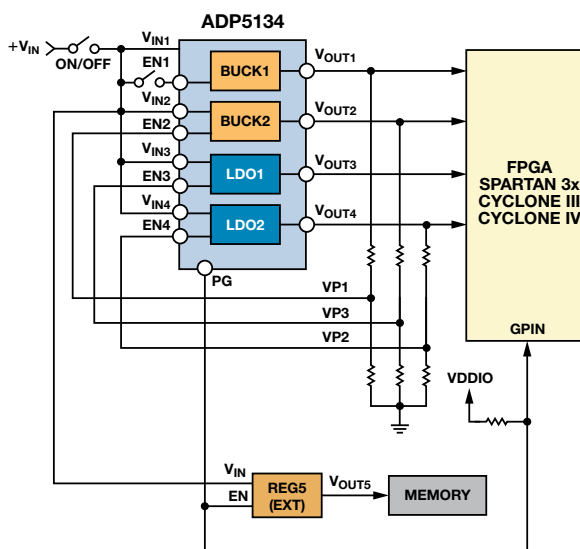 ADP5134
+VIN
ON/OFF
VIN1
EN1
VIN2
EN2
VIN3
EN3
VIN4
EN4
BUCK1
BUCK2
LDO1
LDO2
VOUT1
VOUT2
VOUT3
VOUT4
FPGA
SPARTAN 3x
CYCLONE III
CYCLONE IV
GPIN
PG
VP1
VP3
VP2
VDDIO
VIN
EN
REG5
(EXT)
VOUT5
MEMORY